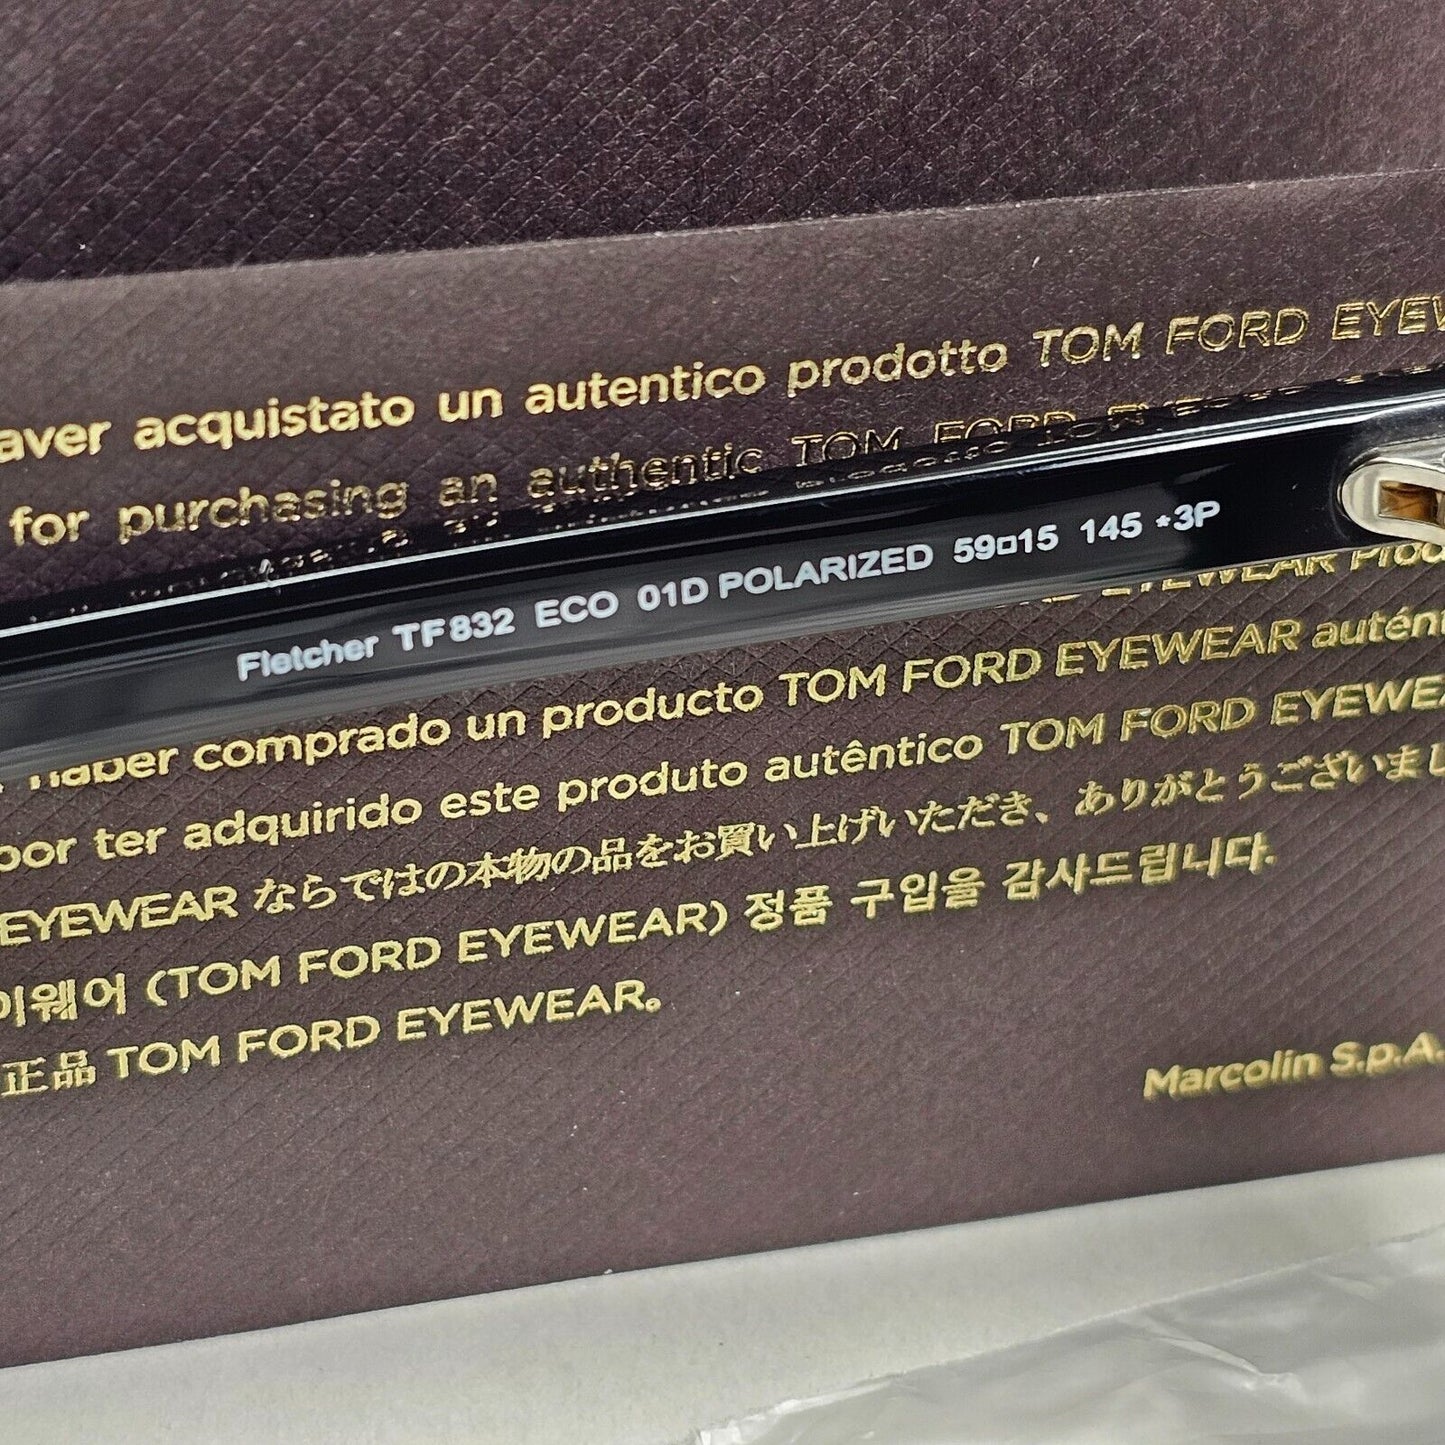 aver acquistato un autentico prodotto TOM FORD
for purchasing an authentic TOM FORD
Fletcher TF832 ECO 01D POLARIZED 59□15 145 *3P
EYEWEAR
haber comprado un producto TOM FORD EYEWEAR
por ter adquirido este produto autêntico TOM FORD
EYEWEAR ならではの本物の品をお買い上げいただき、ありがとうございまし
이웨어 (TOM FORD EYEWEAR) 정품 구입을 감사드립니다.
正品 TOM FORD EYEWEAR。
Marcolin S.p.A.